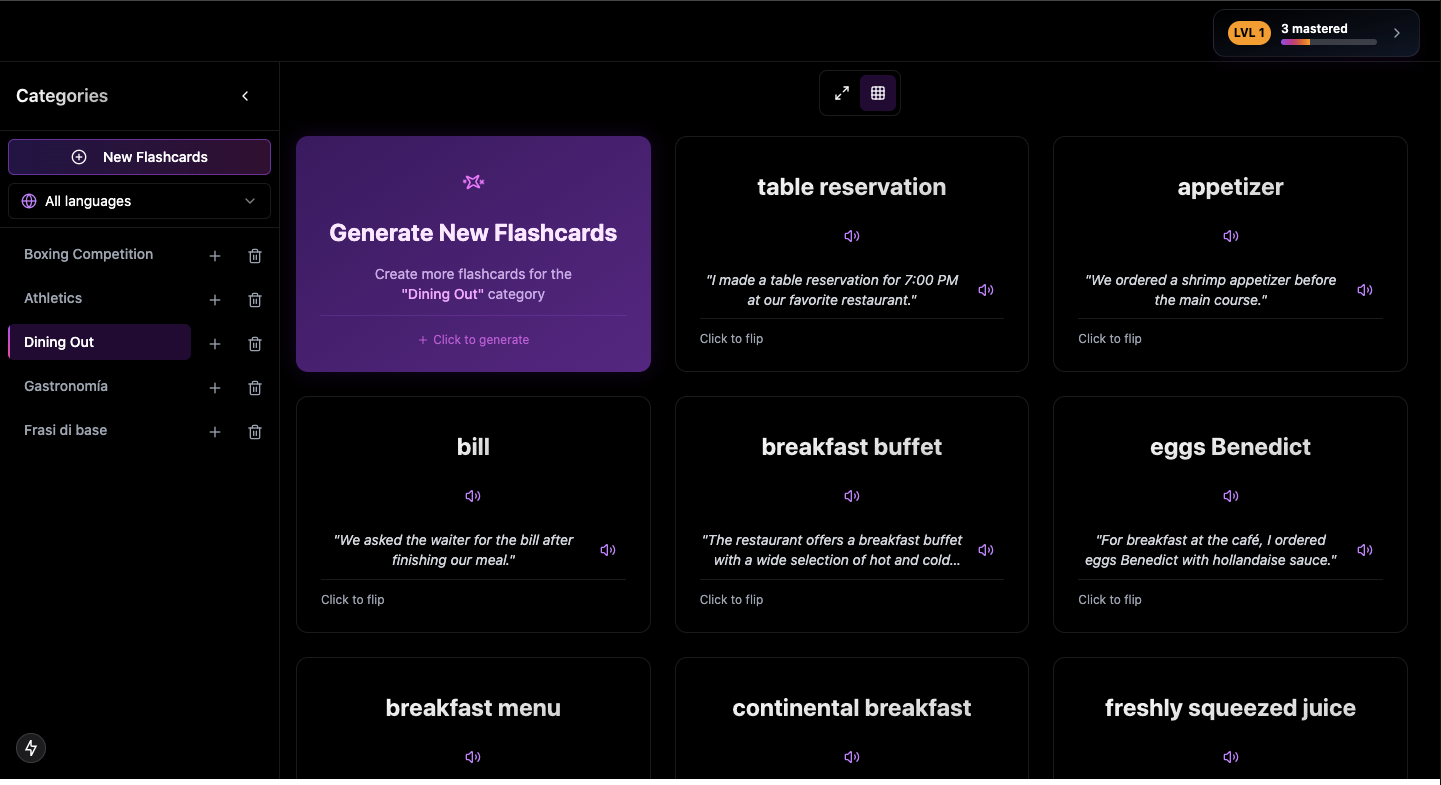 LVL 1
3 mastered
Categories
New Flashcards
All languages
Boxing Competition
Athletics
Dining Out
Gastronomía
Frasi di base
Generate New Flashcards
Create more flashcards for the
"Dining Out" category
+ Click to generate
table reservation
"I made a table reservation for 7:00 PM
at our favorite restaurant."
Click to flip
appetizer
"We ordered a shrimp appetizer before
the main course."
Click to flip
bill
"We asked the waiter for the bill after
finishing our meal."
Click to flip
breakfast buffet
"The restaurant offers a breakfast buffet
with a wide selection of hot and cold...
Click to flip
eggs Benedict
"For breakfast at the café, I ordered
eggs Benedict with hollandaise sauce."
Click to flip
breakfast menu
continental breakfast
freshly squeezed juice